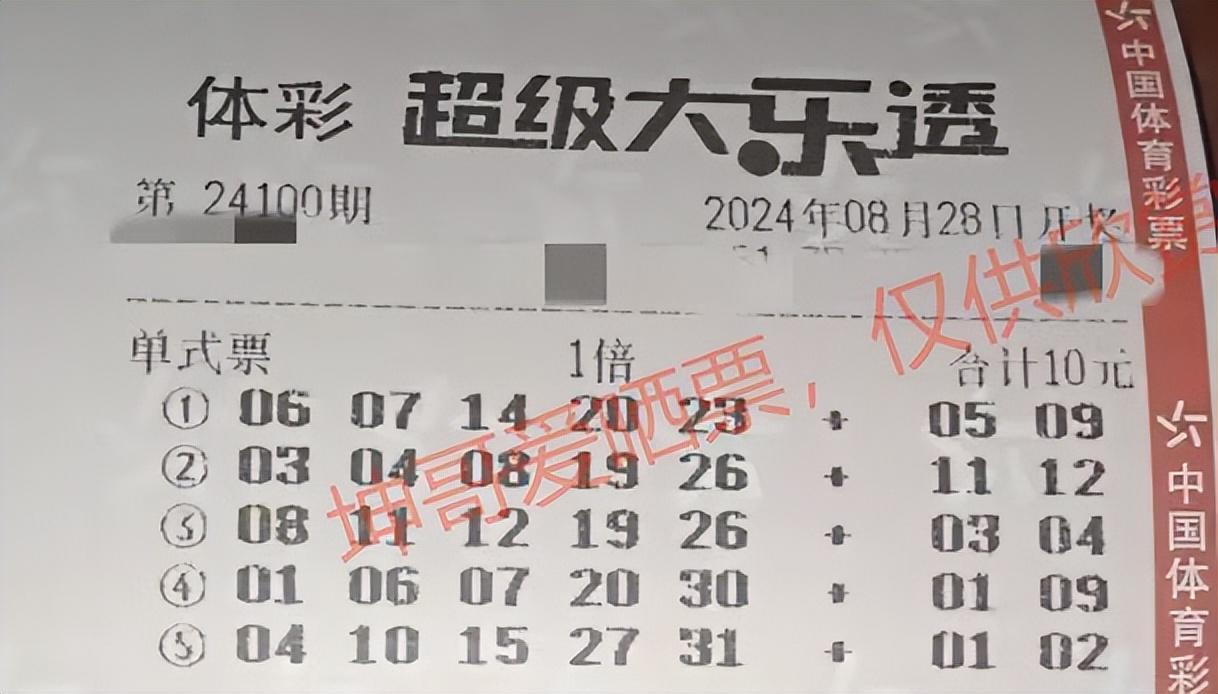 体彩 超级大乐透
第 24100期
2024年08月28日开奖
单式票 1倍 合计10元
① 06 07 14 20 23 + 05 09
② 03 04 08 19 26 + 11 12
③ 08 11 12 19 26 + 03 04
④ 01 06 07 20 30 + 01 09
⑤ 04 10 15 27 31 + 01 02
坤哥爱晒票，仅供欣赏
中国体育彩票
中国体育彩